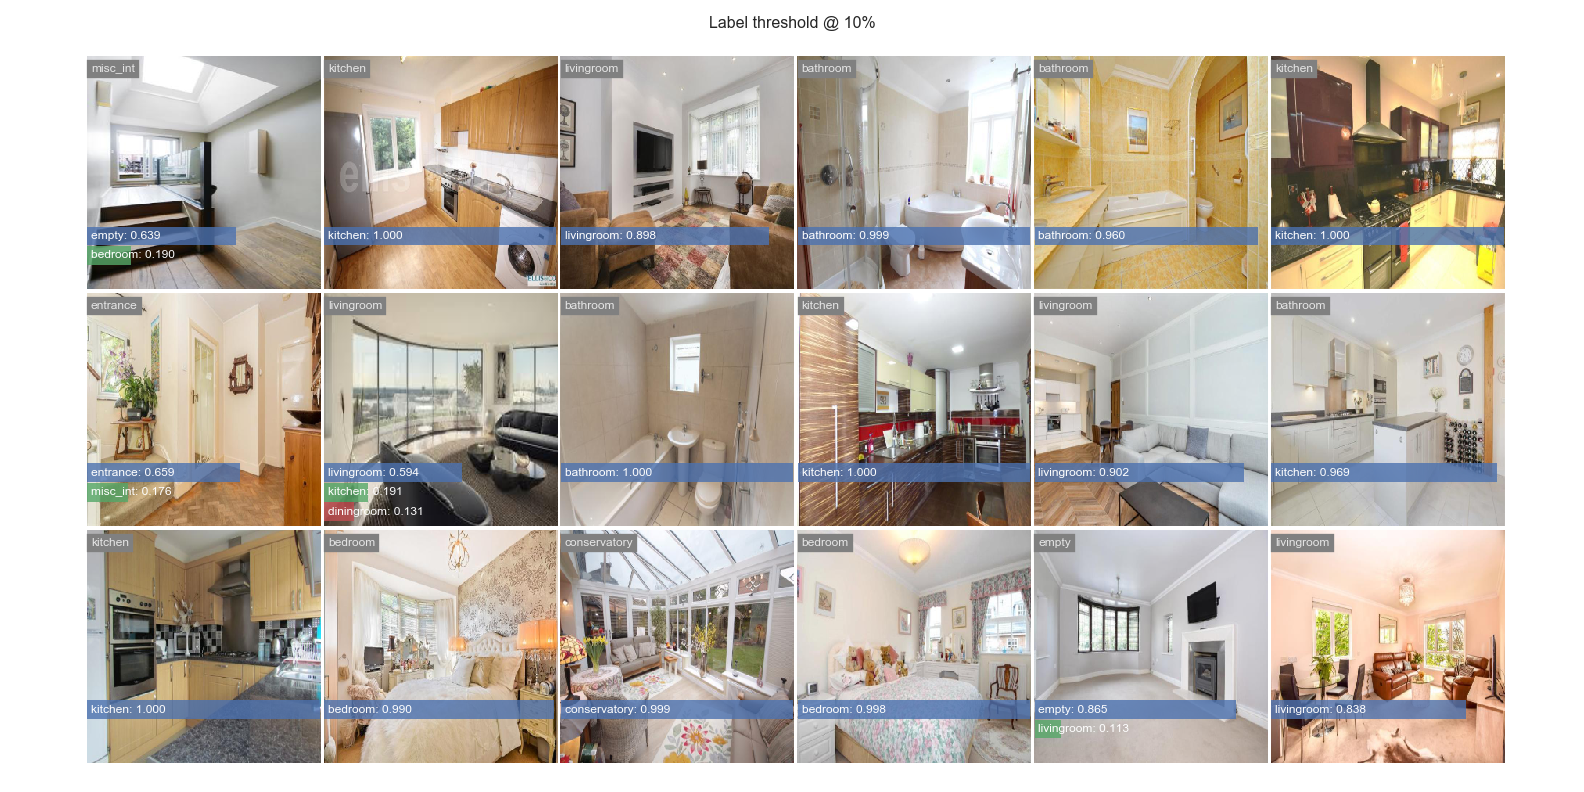 Label threshold @ 10%
misc_int
kitchen
livingroom
bathroom
bathroom
kitchen
empty: 0.639
kitchen: 1.000
livingroom: 0.898
bathroom: 0.999
bathroom: 0.960
kitchen: 1.000
bedroom: 0.190
entrance
livingroom
bathroom
kitchen
livingroom
bathroom
entrance: 0.659
livingroom: 0.594
bathroom: 1.000
kitchen: 1.000
livingroom: 0.902
kitchen: 0.969
misc_int: 0.176
kitchen: 0.191
diningroom: 0.131
kitchen
bedroom
conservatory
bedroom
empty
livingroom
kitchen: 1.000
bedroom: 0.990
conservatory: 0.999
bedroom: 0.998
empty: 0.865
livingroom: 0.838
livingroom: 0.113